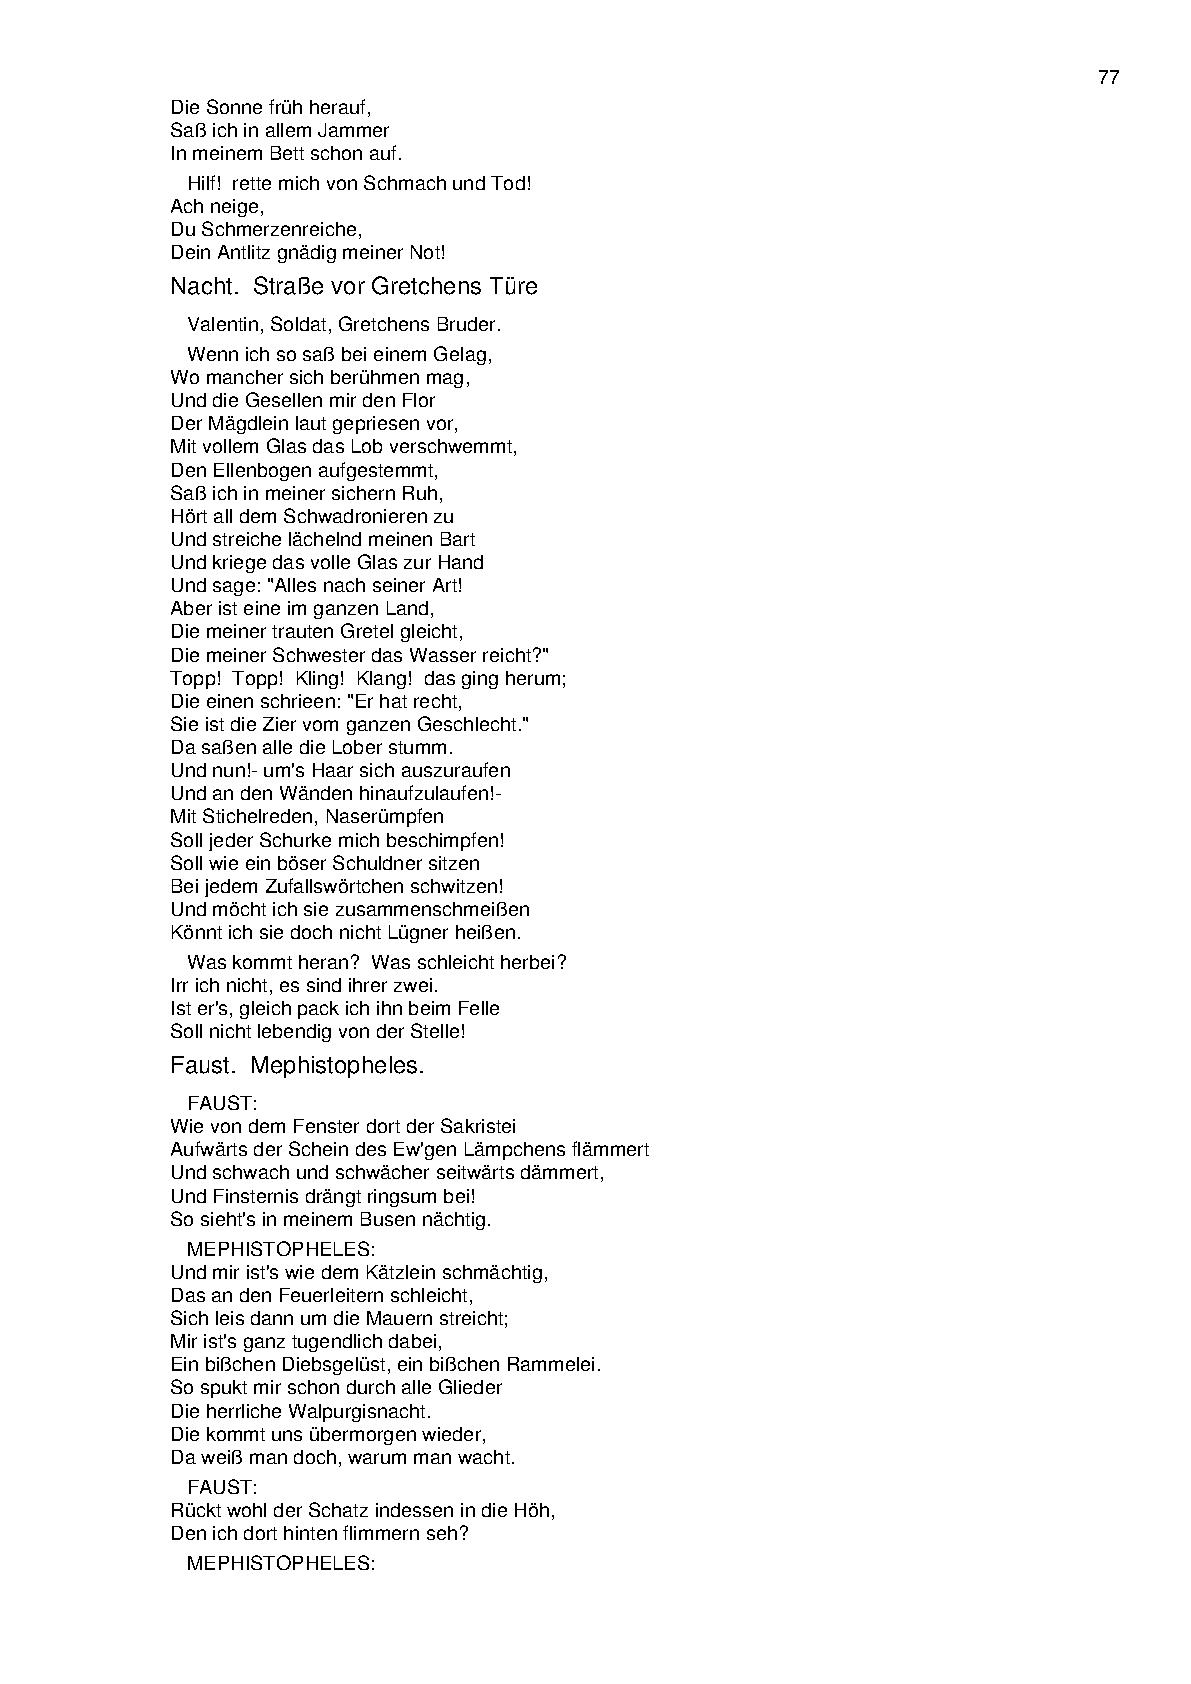 77
Die Sonne früh herauf,
Saß ich in allem Jammer
In meinem Bett schon auf.
Hilf!  rette mich von Schmach und Tod!
Ach neige,
Du Schmerzenreiche,
Dein Antlitz gnädig meiner Not!
Nacht.  Straße vor Gretchens Türe
Valentin, Soldat, Gretchens Bruder.
Wenn ich so saß bei einem Gelag,
Wo mancher sich berühmen mag,
Und die Gesellen mir den Flor
Der Mägdlein laut gepriesen vor,
Mit vollem Glas das Lob verschwemmt,
Den Ellenbogen aufgestemmt,
Saß ich in meiner sichern Ruh,
Hört all dem Schwadronieren zu
Und streiche lächelnd meinen Bart
Und kriege das volle Glas zur Hand
Und sage: "Alles nach seiner Art!
Aber ist eine im ganzen Land,
Die meiner trauten Gretel gleicht,
Die meiner Schwester das Wasser reicht?"
Topp!  Topp!  Kling!  Klang!  das ging herum;
Die einen schrieen: "Er hat recht,
Sie ist die Zier vom ganzen Geschlecht."
Da saßen alle die Lober stumm.
Und nun!- um's Haar sich auszuraufen
Und an den Wänden hinaufzulaufen!-
Mit Stichelreden, Naserümpfen
Soll jeder Schurke mich beschimpfen!
Soll wie ein böser Schuldner sitzen
Bei jedem Zufallswörtchen schwitzen!
Und möcht ich sie zusammenschmeißen
Könnt ich sie doch nicht Lügner heißen.
Was kommt heran?  Was schleicht herbei?
Irr ich nicht, es sind ihrer zwei.
Ist er's, gleich pack ich ihn beim Felle
Soll nicht lebendig von der Stelle!
Faust.  Mephistopheles.
FAUST:
Wie von dem Fenster dort der Sakristei
Aufwärts der Schein des Ew'gen Lämpchens flämmert
Und schwach und schwächer seitwärts dämmert,
Und Finsternis drängt ringsum bei!
So sieht's in meinem Busen nächtig.
MEPHISTOPHELES:
Und mir ist's wie dem Kätzlein schmächtig,
Das an den Feuerleitern schleicht,
Sich leis dann um die Mauern streicht;
Mir ist's ganz tugendlich dabei,
Ein bißchen Diebsgelüst, ein bißchen Rammelei.
So spukt mir schon durch alle Glieder
Die herrliche Walpurgisnacht.
Die kommt uns übermorgen wieder,
Da weiß man doch, warum man wacht.
FAUST:
Rückt wohl der Schatz indessen in die Höh,
Den ich dort hinten flimmern seh?
MEPHISTOPHELES: